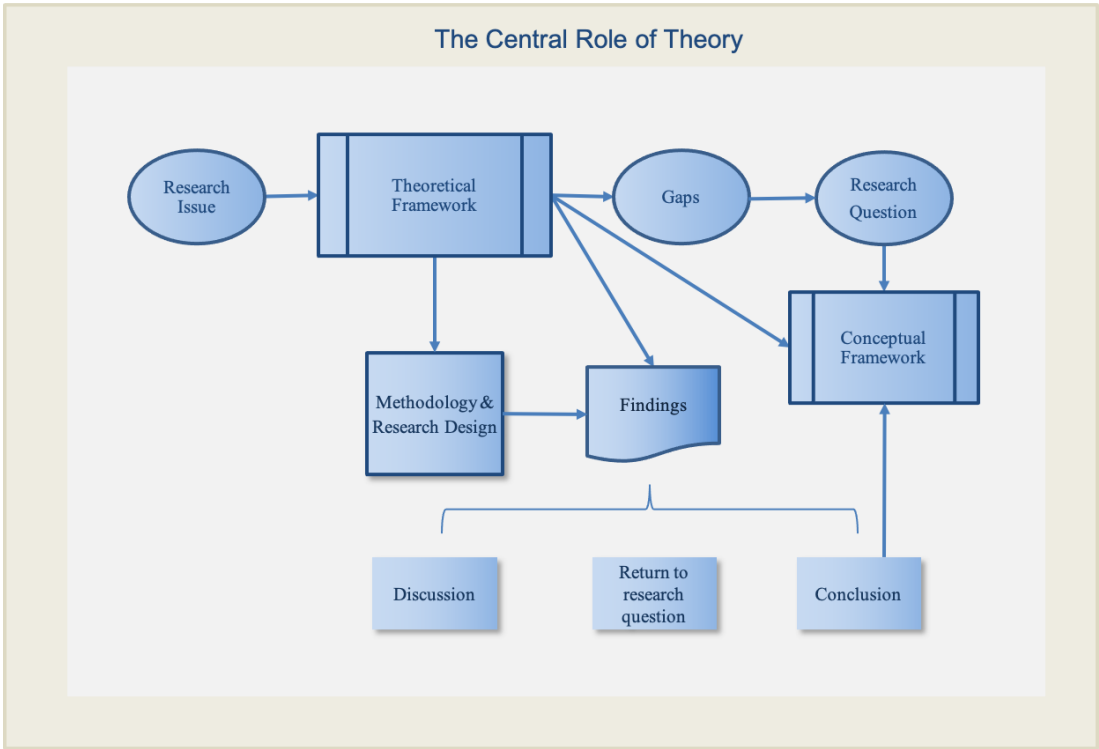 The Central Role of Theory
Research
Issue
Theoretical
Framework
Gaps
Research
Question
Conceptual
Framework
Methodology &
Research Design
Findings
Discussion
Return to
research
question
Conclusion